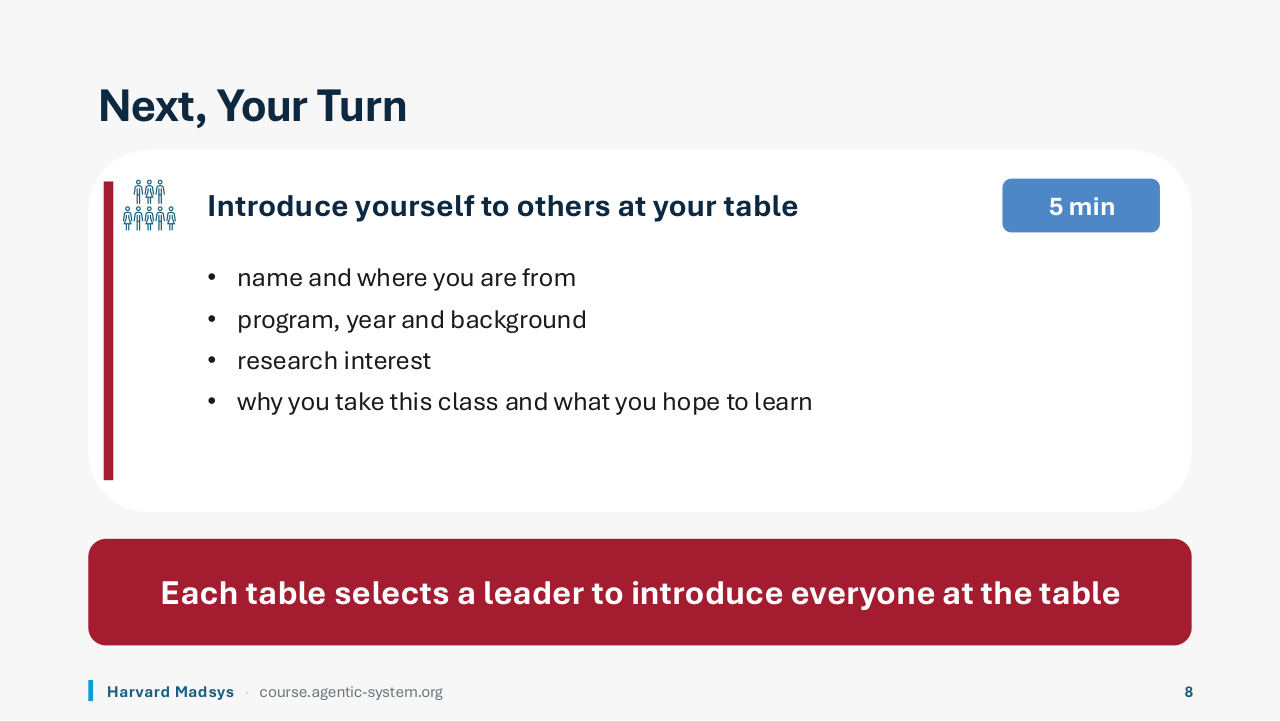 Next, Your Turn
Introduce yourself to others at your table
5 min
• name and where you are from
• program, year and background
• research interest
• why you take this class and what you hope to learn
Each table selects a leader to introduce everyone at the table
Harvard Madsys · course.agentic-system.org
8